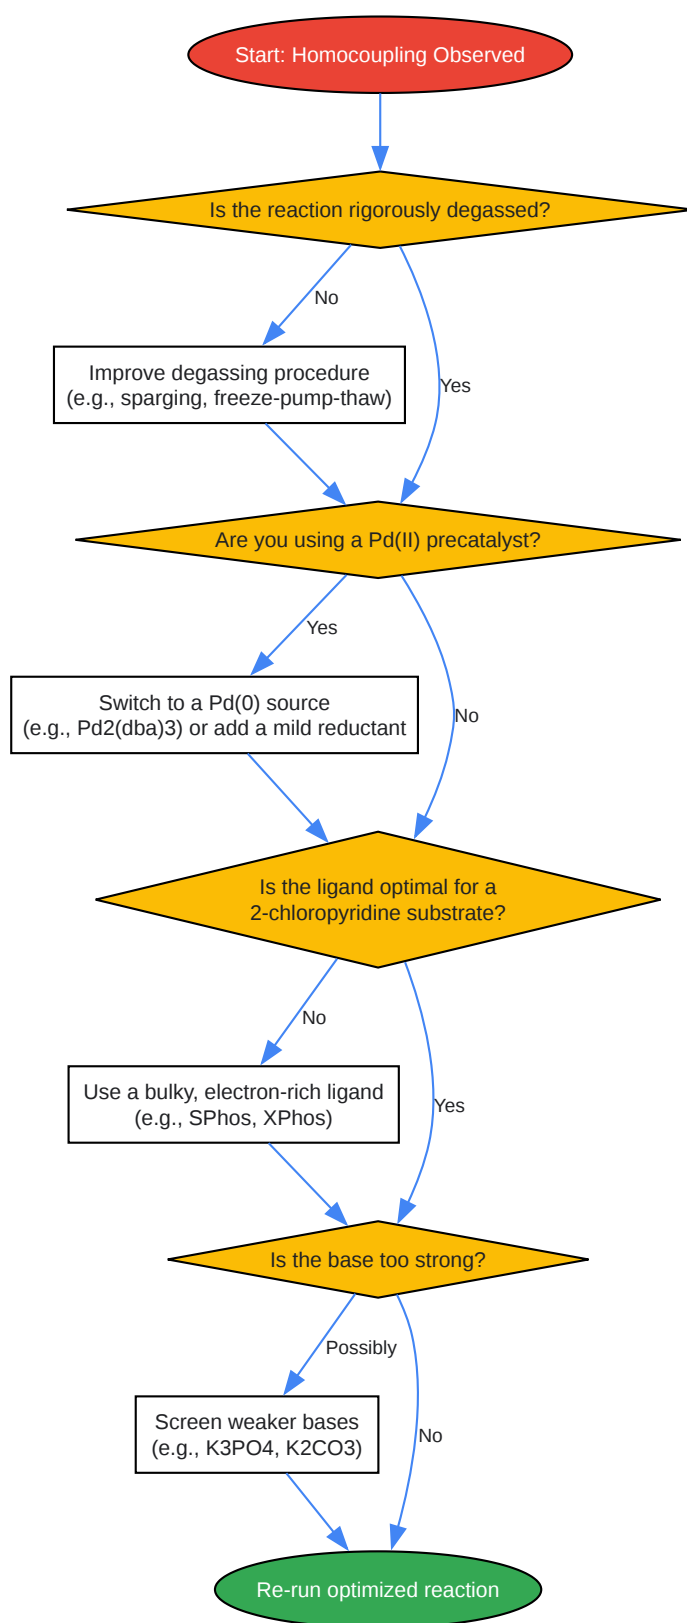 Start: Homocoupling Observed
Is the reaction rigorously degassed?
No
Improve degassing procedure
(e.g., sparging, freeze-pump-thaw)
Yes
Are you using a Pd(II) precatalyst?
Yes
Switch to a Pd(0) source
(e.g., Pd2(dba)3) or add a mild reductant
No
Is the ligand optimal for a
2-chloropyridine substrate?
No
Use a bulky, electron-rich ligand
(e.g., SPhos, XPhos)
Yes
Is the base too strong?
Possibly
Screen weaker bases
(e.g., K3PO4, K2CO3)
No
Re-run optimized reaction